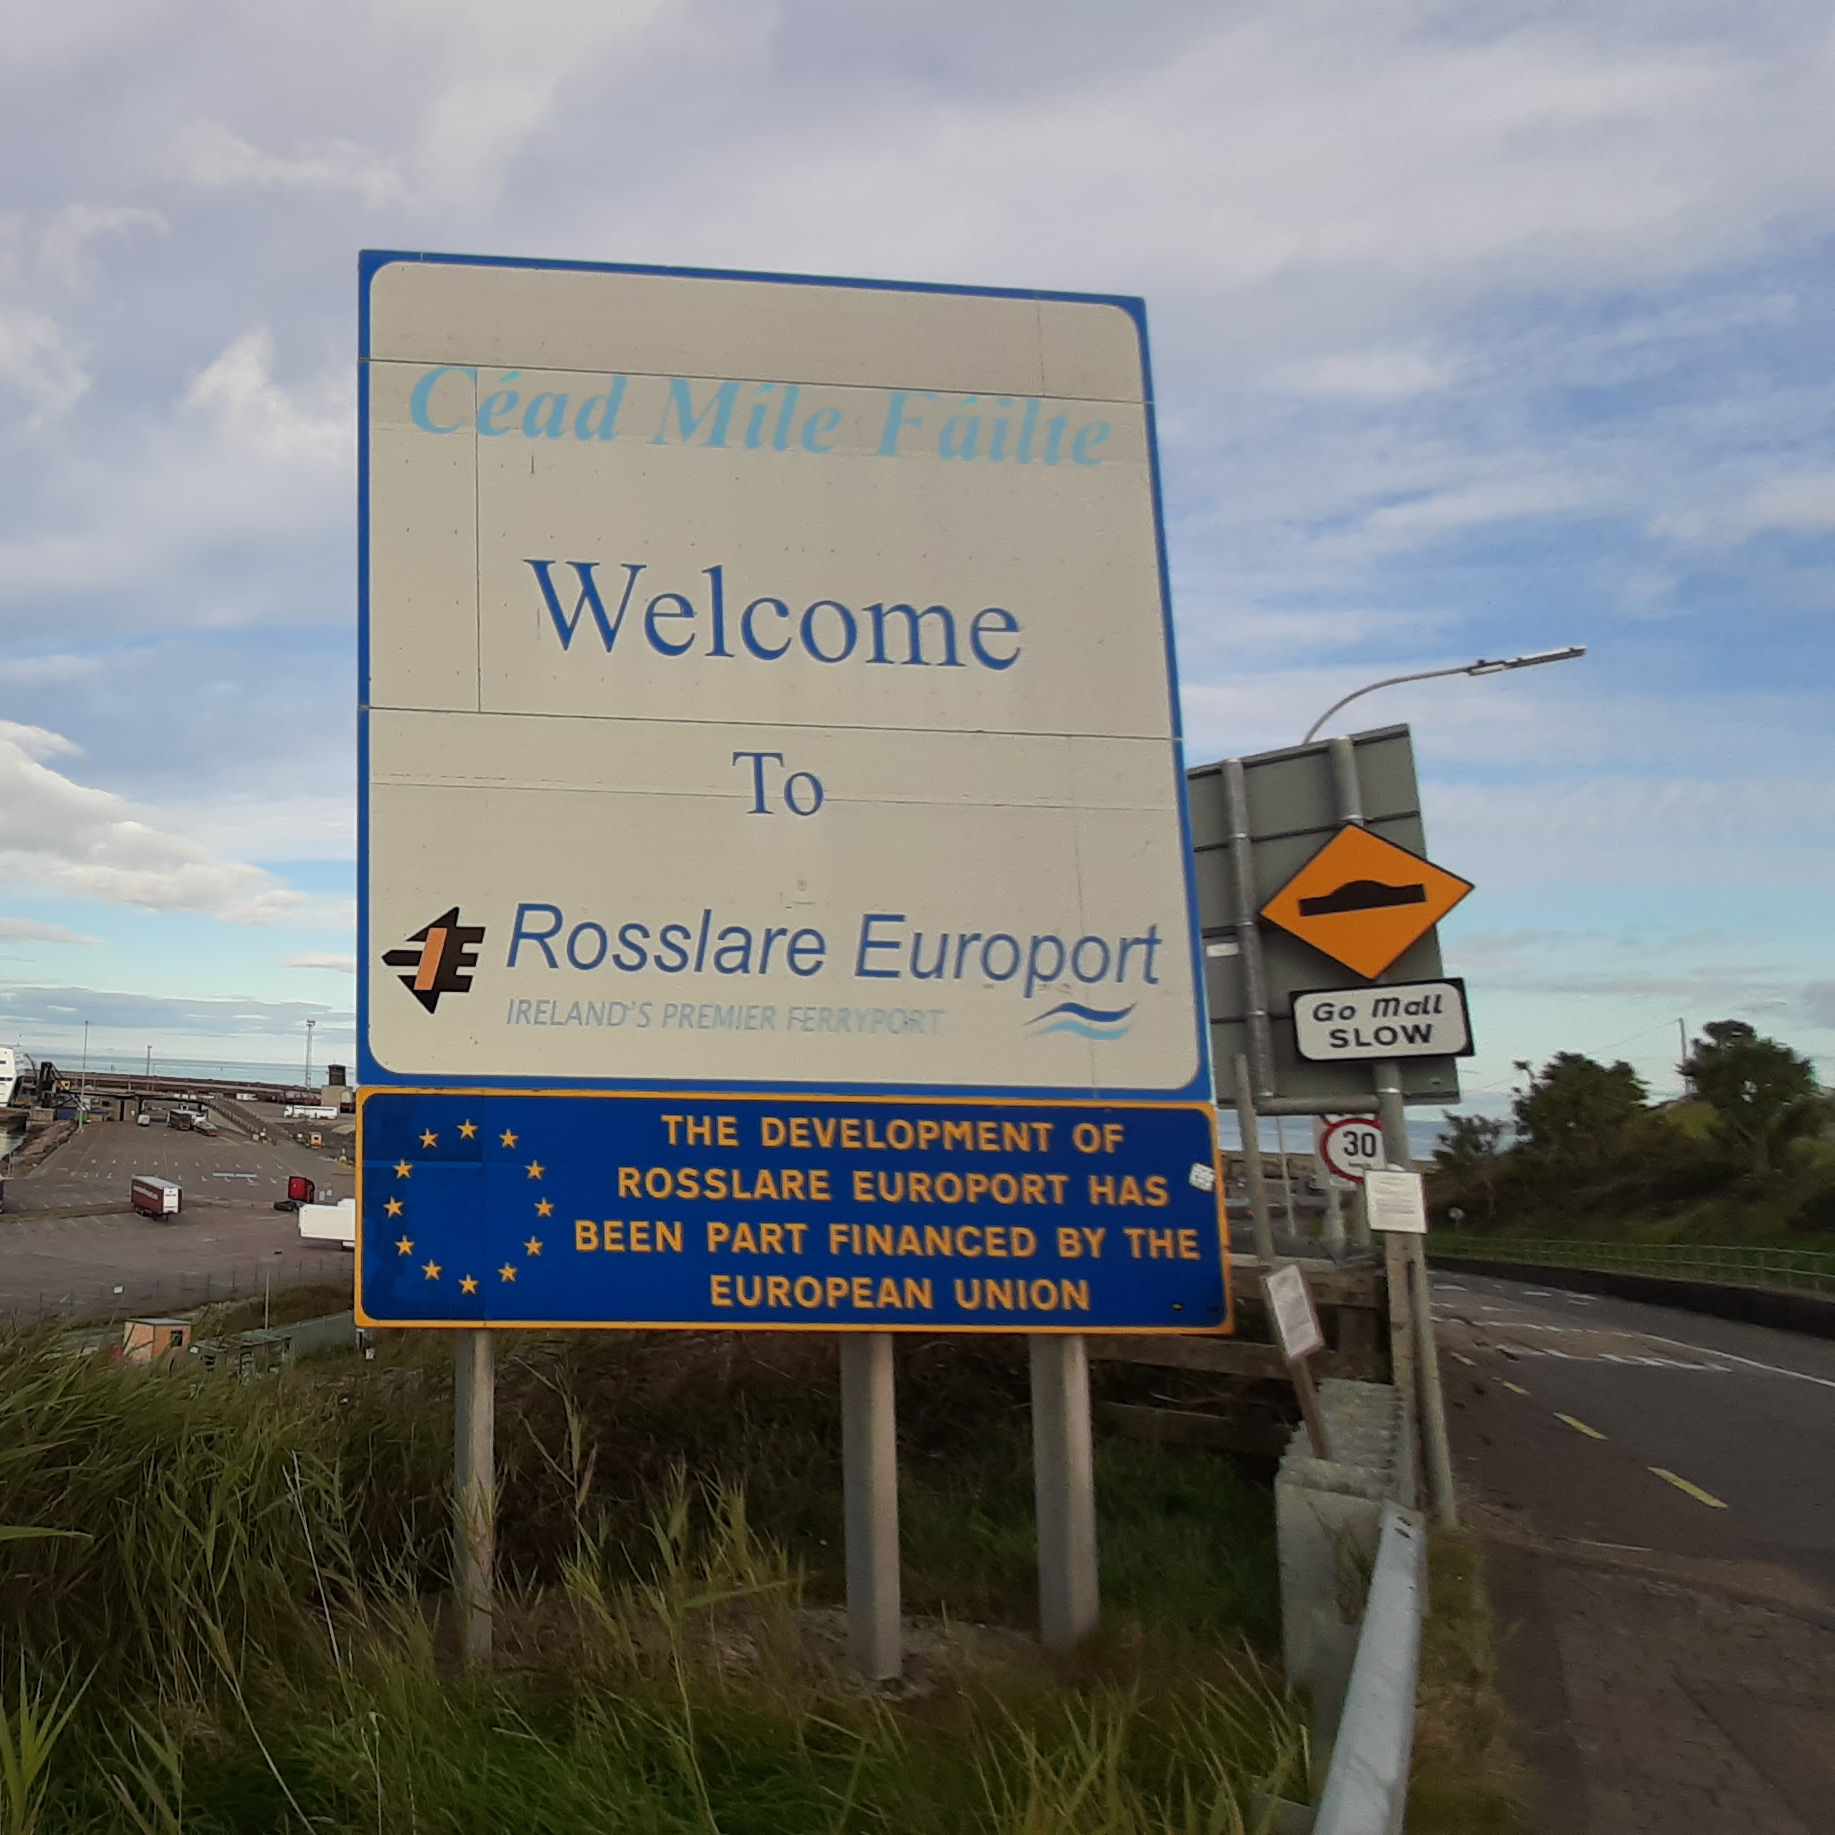 Céad Míle Fáilte
Welcome
To
Rosslare Europort
IRELAND'S PREMIER FERRYPORT
THE DEVELOPMENT OF
ROSSLARE EUROPORT HAS
BEEN PART FINANCED BY THE
EUROPEAN UNION
Go Mall
SLOW
30